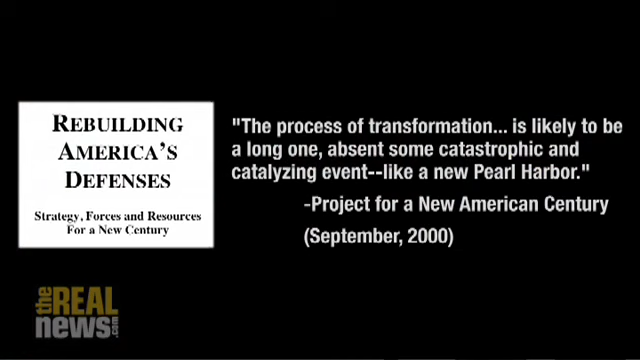 REBUILDING
AMERICA'S
DEFENSES
Strategy, Forces and Resources
For a New Century
"The process of transformation... is likely to be
a long one, absent some catastrophic and
catalyzing event--like a new Pearl Harbor."
-Project for a New American Century
(September, 2000)
the REAL
news.com